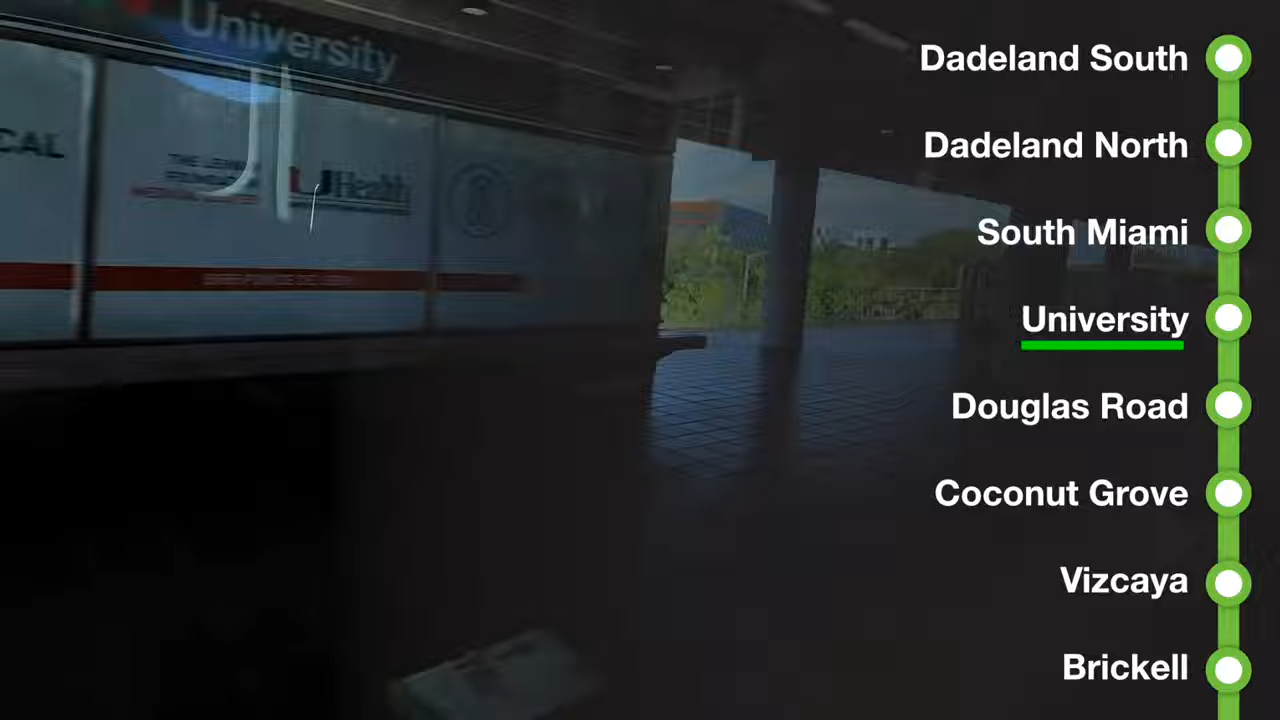 University
CAL
UHealth
Dadeland South
Dadeland North
South Miami
University
Douglas Road
Coconut Grove
Vizcaya
Brickell